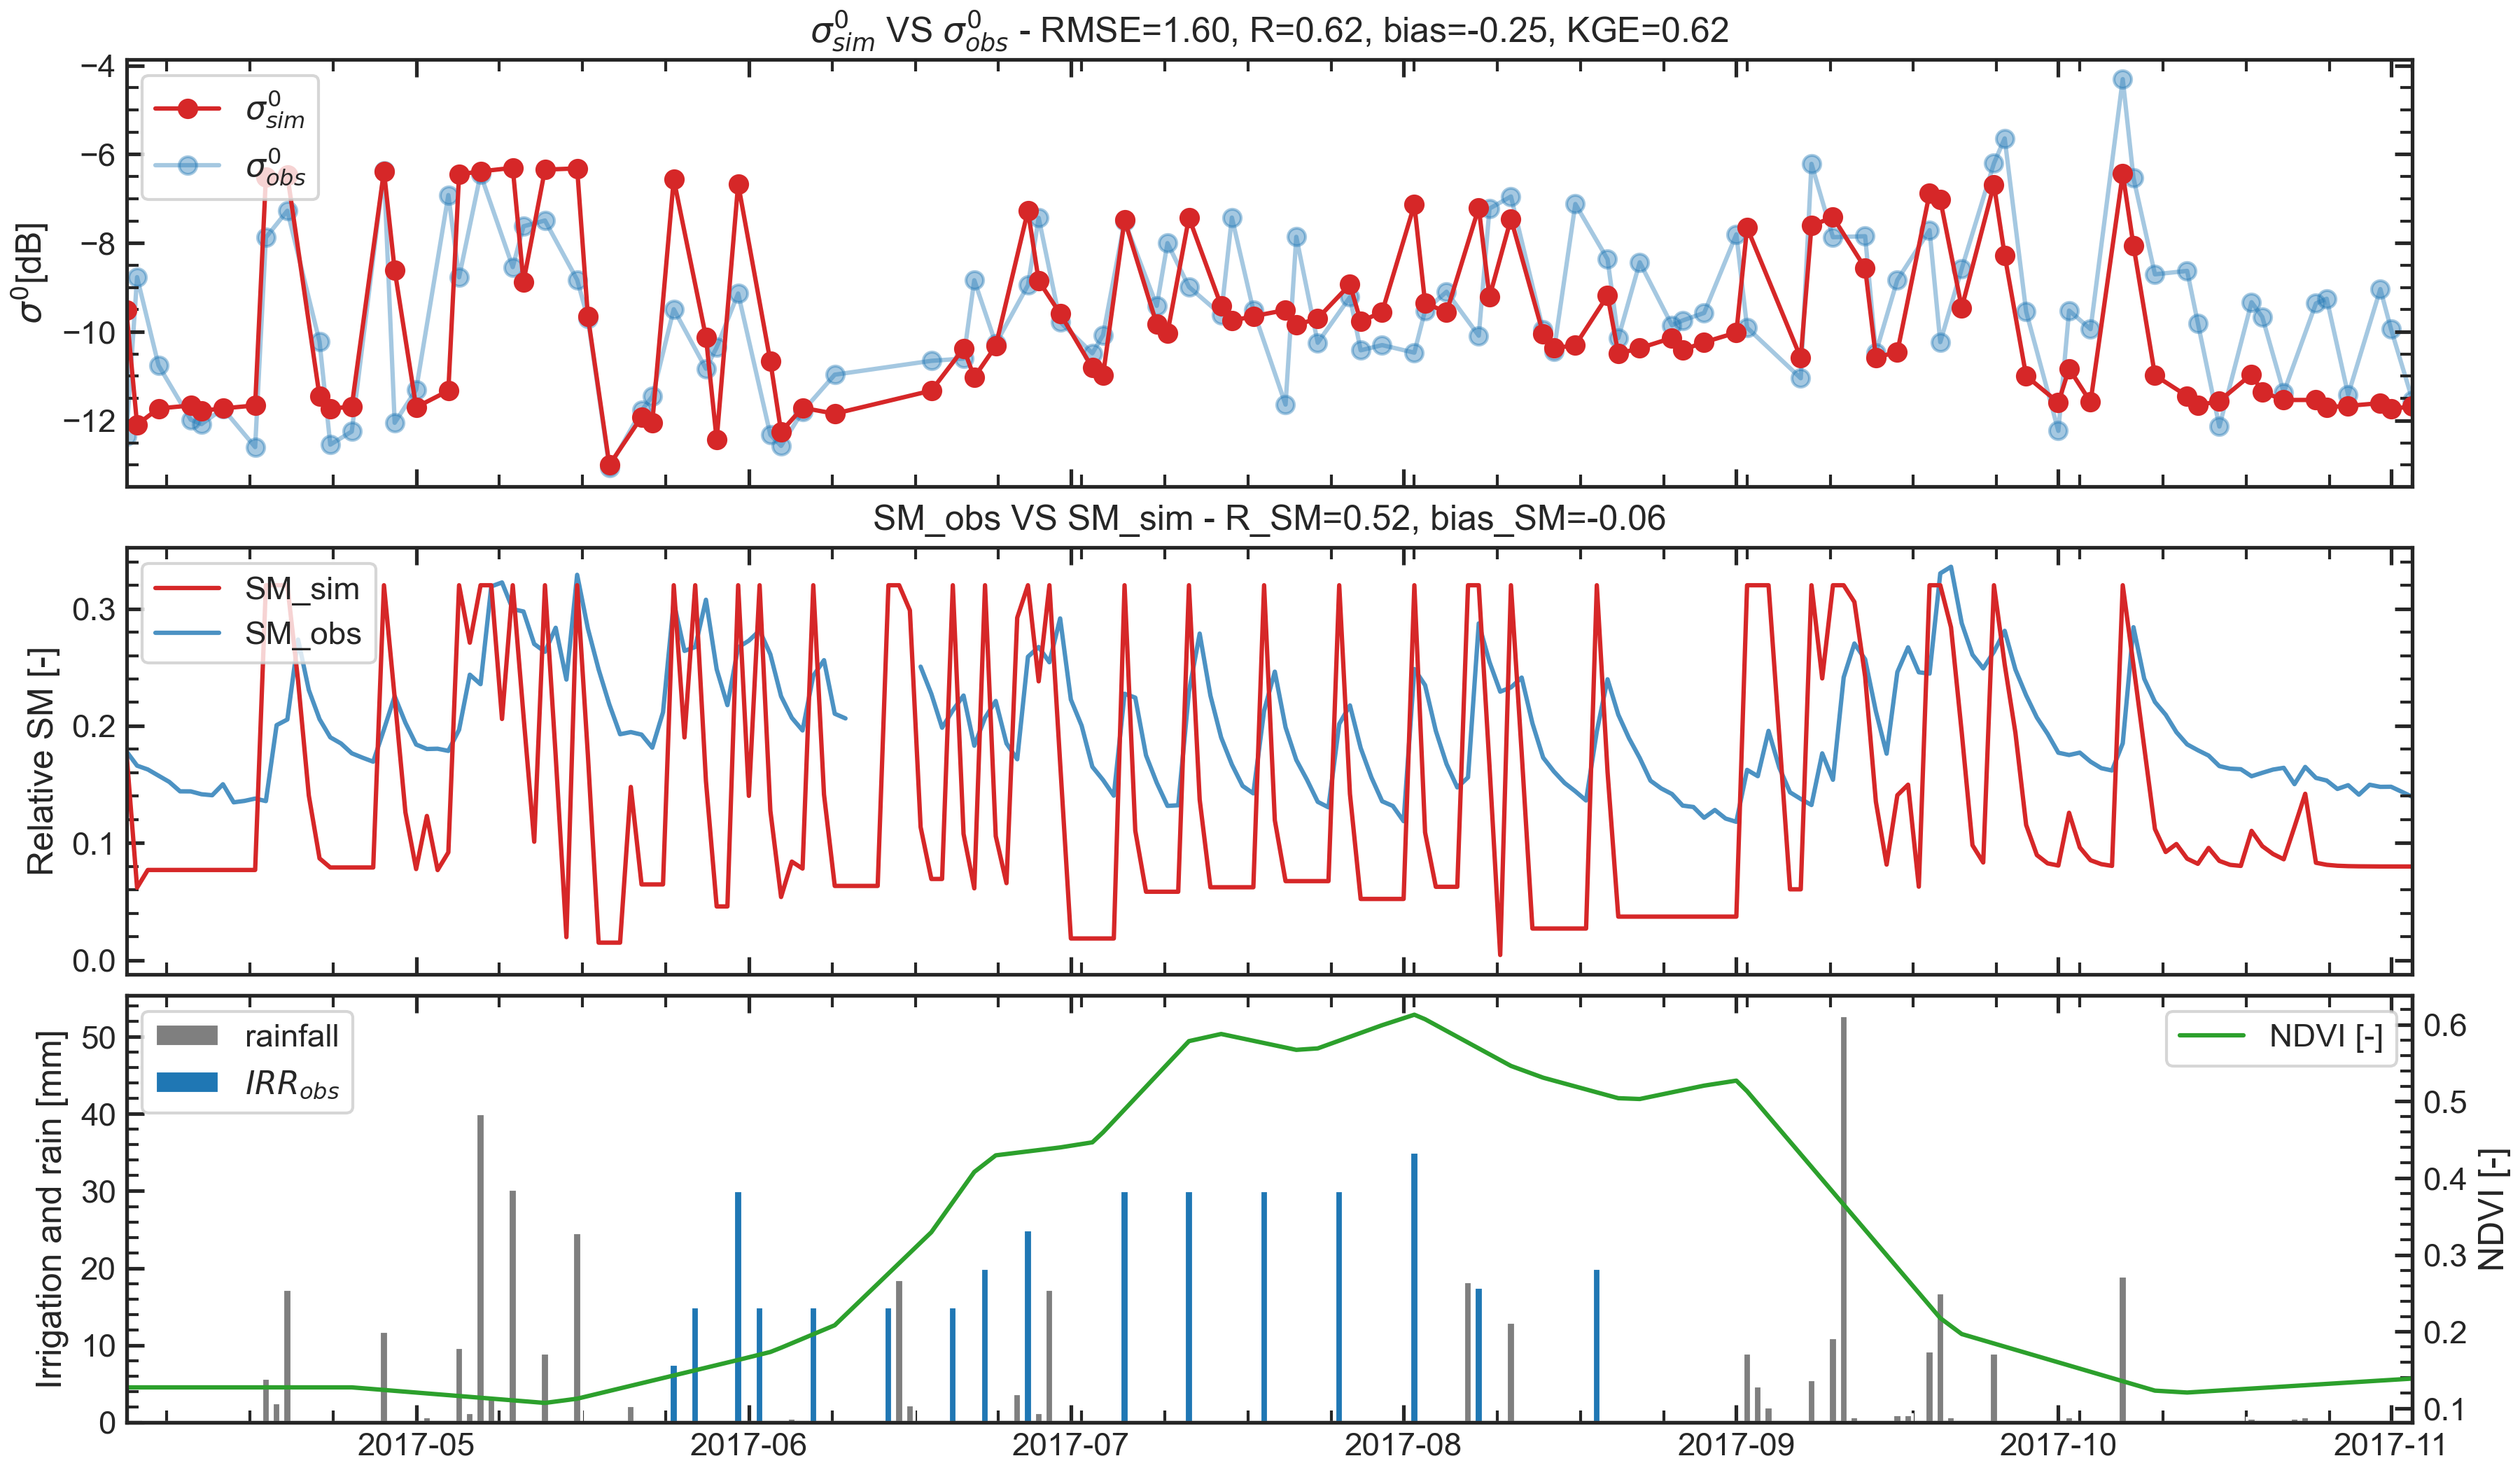 σ⁰sim VS σ⁰obs - RMSE=1.60, R=0.62, bias=-0.25, KGE=0.62
σ⁰[dB]
−4
−6
−8
−10
−12
σ⁰sim
σ⁰obs
SM_obs VS SM_sim - R_SM=0.52, bias_SM=-0.06
Relative SM [-]
0.3
0.2
0.1
0.0
SM_sim
SM_obs
Irrigation and rain [mm]
50
40
30
20
10
0
rainfall
IRRobs
NDVI [-]
0.6
0.5
0.4
0.3
0.2
0.1
NDVI [-]
2017-05 2017-06 2017-07 2017-08 2017-09 2017-10 2017-11